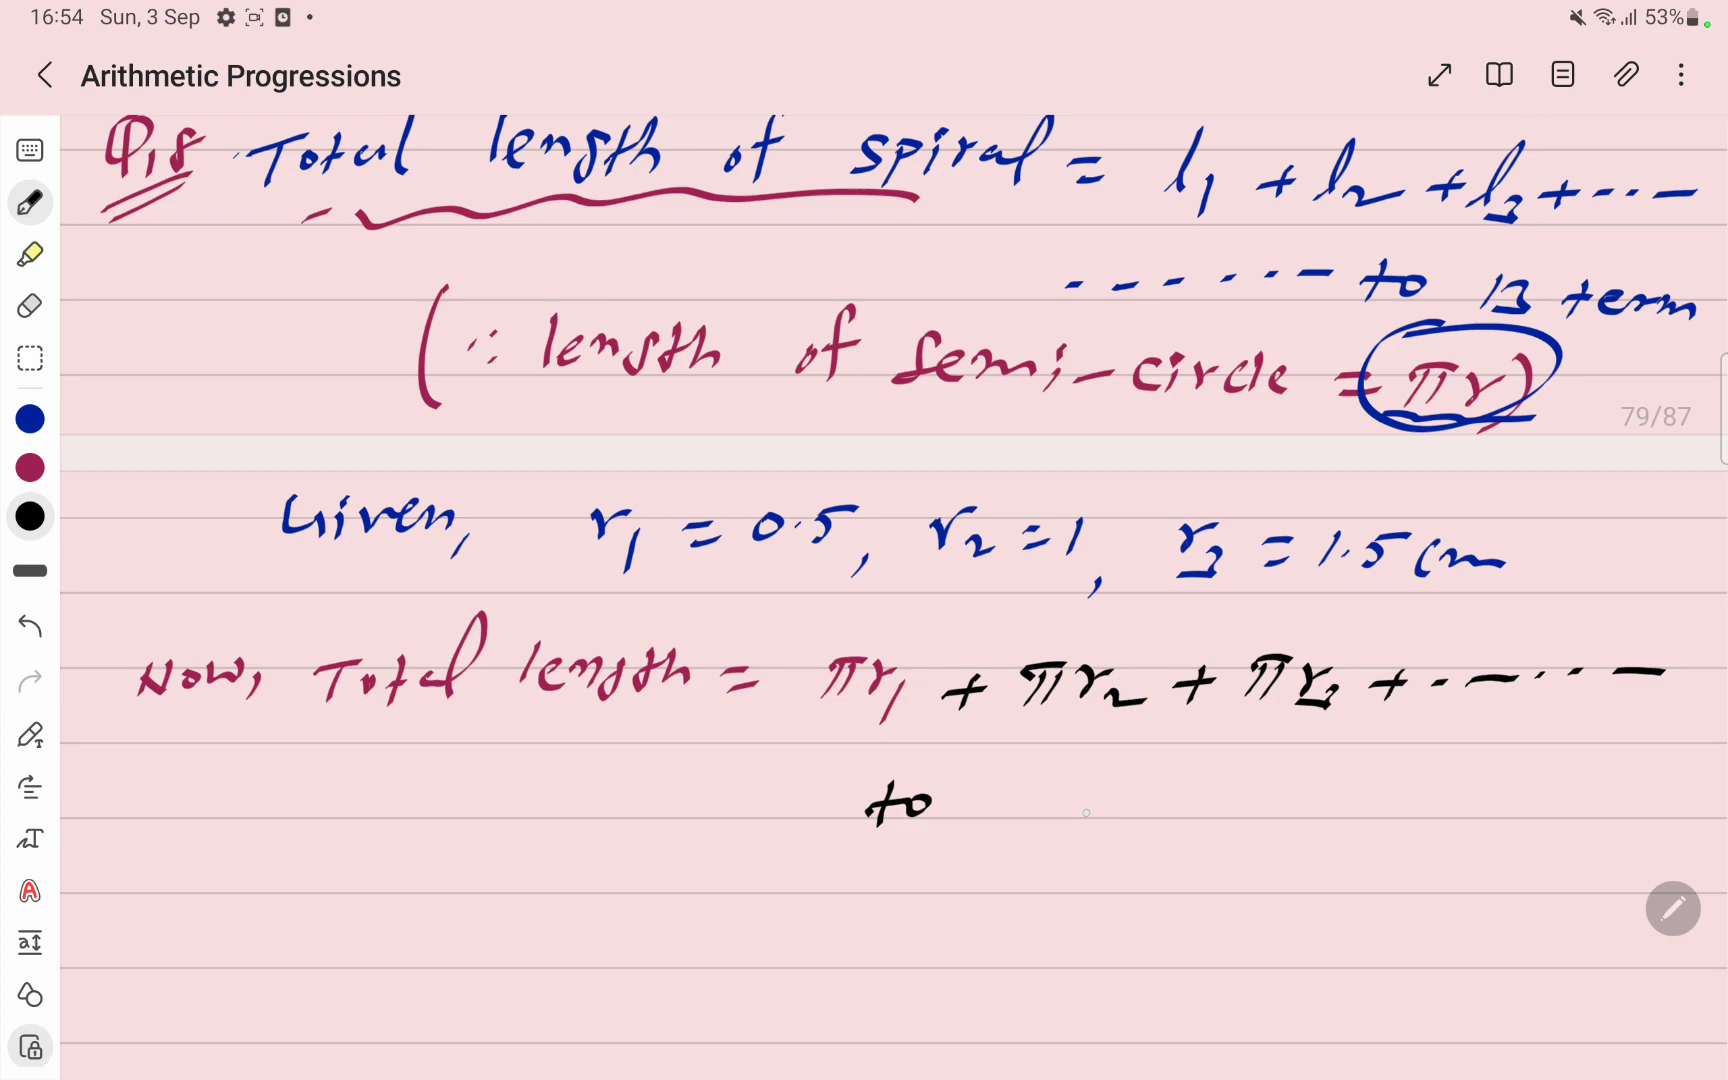 16:54 Sun, 3 Sep 53%
Arithmetic Progressions
Q18 Total length of spiral = l₁ + l₂ + l₃ + ----
------- to 13 term
(∵ length of semi-circle = πr)
79/87
Given, r₁ = 0.5, r₂ = 1, r₃ = 1.5 cm
Now, Total length = πr₁ + πr₂ + πr₃ + ------
to